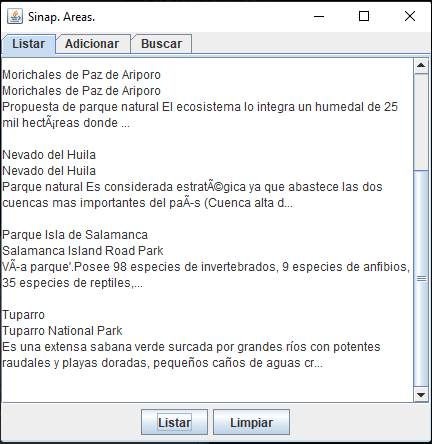 Sinap. Areas.
Listar
Adicionar
Buscar
Morichales de Paz de Ariporo
Morichales de Paz de Ariporo
Propuesta de parque natural El ecosistema lo integra un humedal de 25
mil hectÃ¡reas donde ...
Nevado del Huila
Nevado del Huila
Parque natural Es considerada estratÃ©gica ya que abastece las dos
cuencas mas importantes del paÃ-s (Cuenca alta d...
Parque Isla de Salamanca
Salamanca Island Road Park
VÃ-a parque'.Posee 98 especies de invertebrados, 9 especies de anfibios,
35 especies de reptiles,...
Tuparro
Tuparro National Park
Es una extensa sabana verde surcada por grandes ríos con potentes
raudales y playas doradas, pequeños caños de aguas cr...
Listar
Limpiar